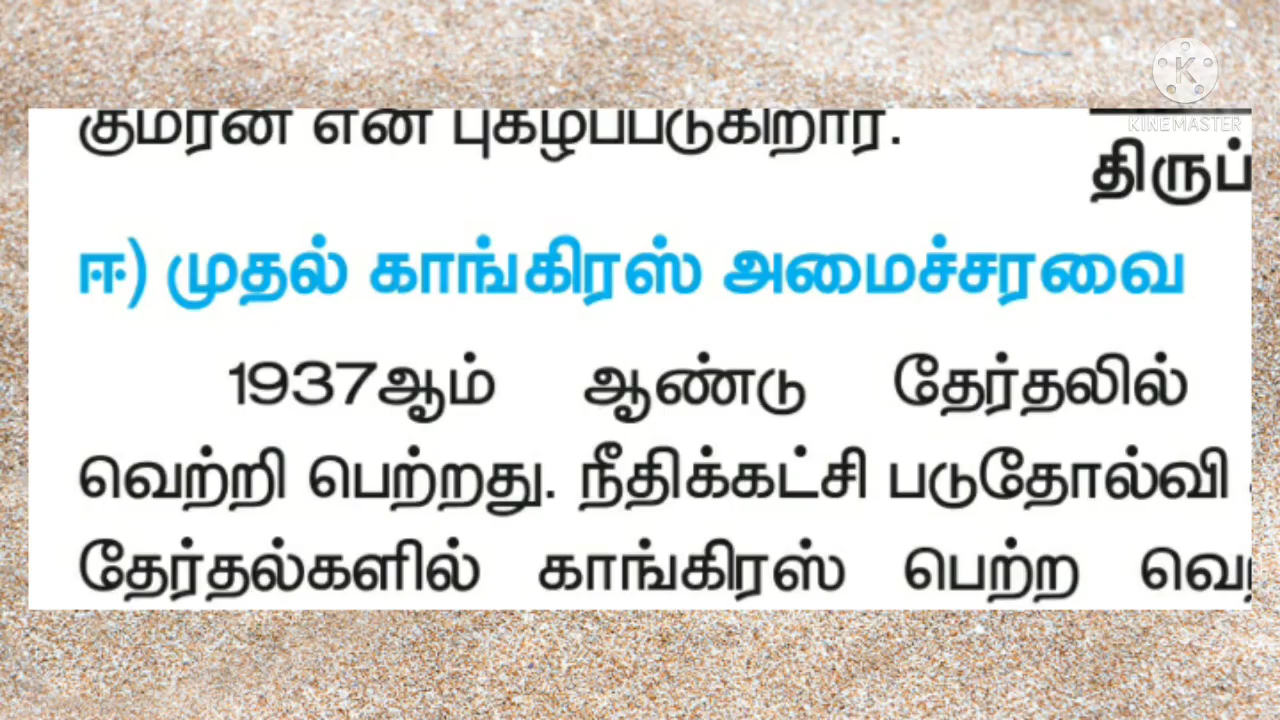 குமரன் என புகழப்படுகிறார்.
திருப்
ஈ) முதல் காங்கிரஸ் அமைச்சரவை
1937ஆம் ஆண்டு தேர்தலில்
வெற்றி பெற்றது. நீதிக்கட்சி படுதோல்வி
தேர்தல்களில் காங்கிரஸ் பெற்ற
KINEMASTER